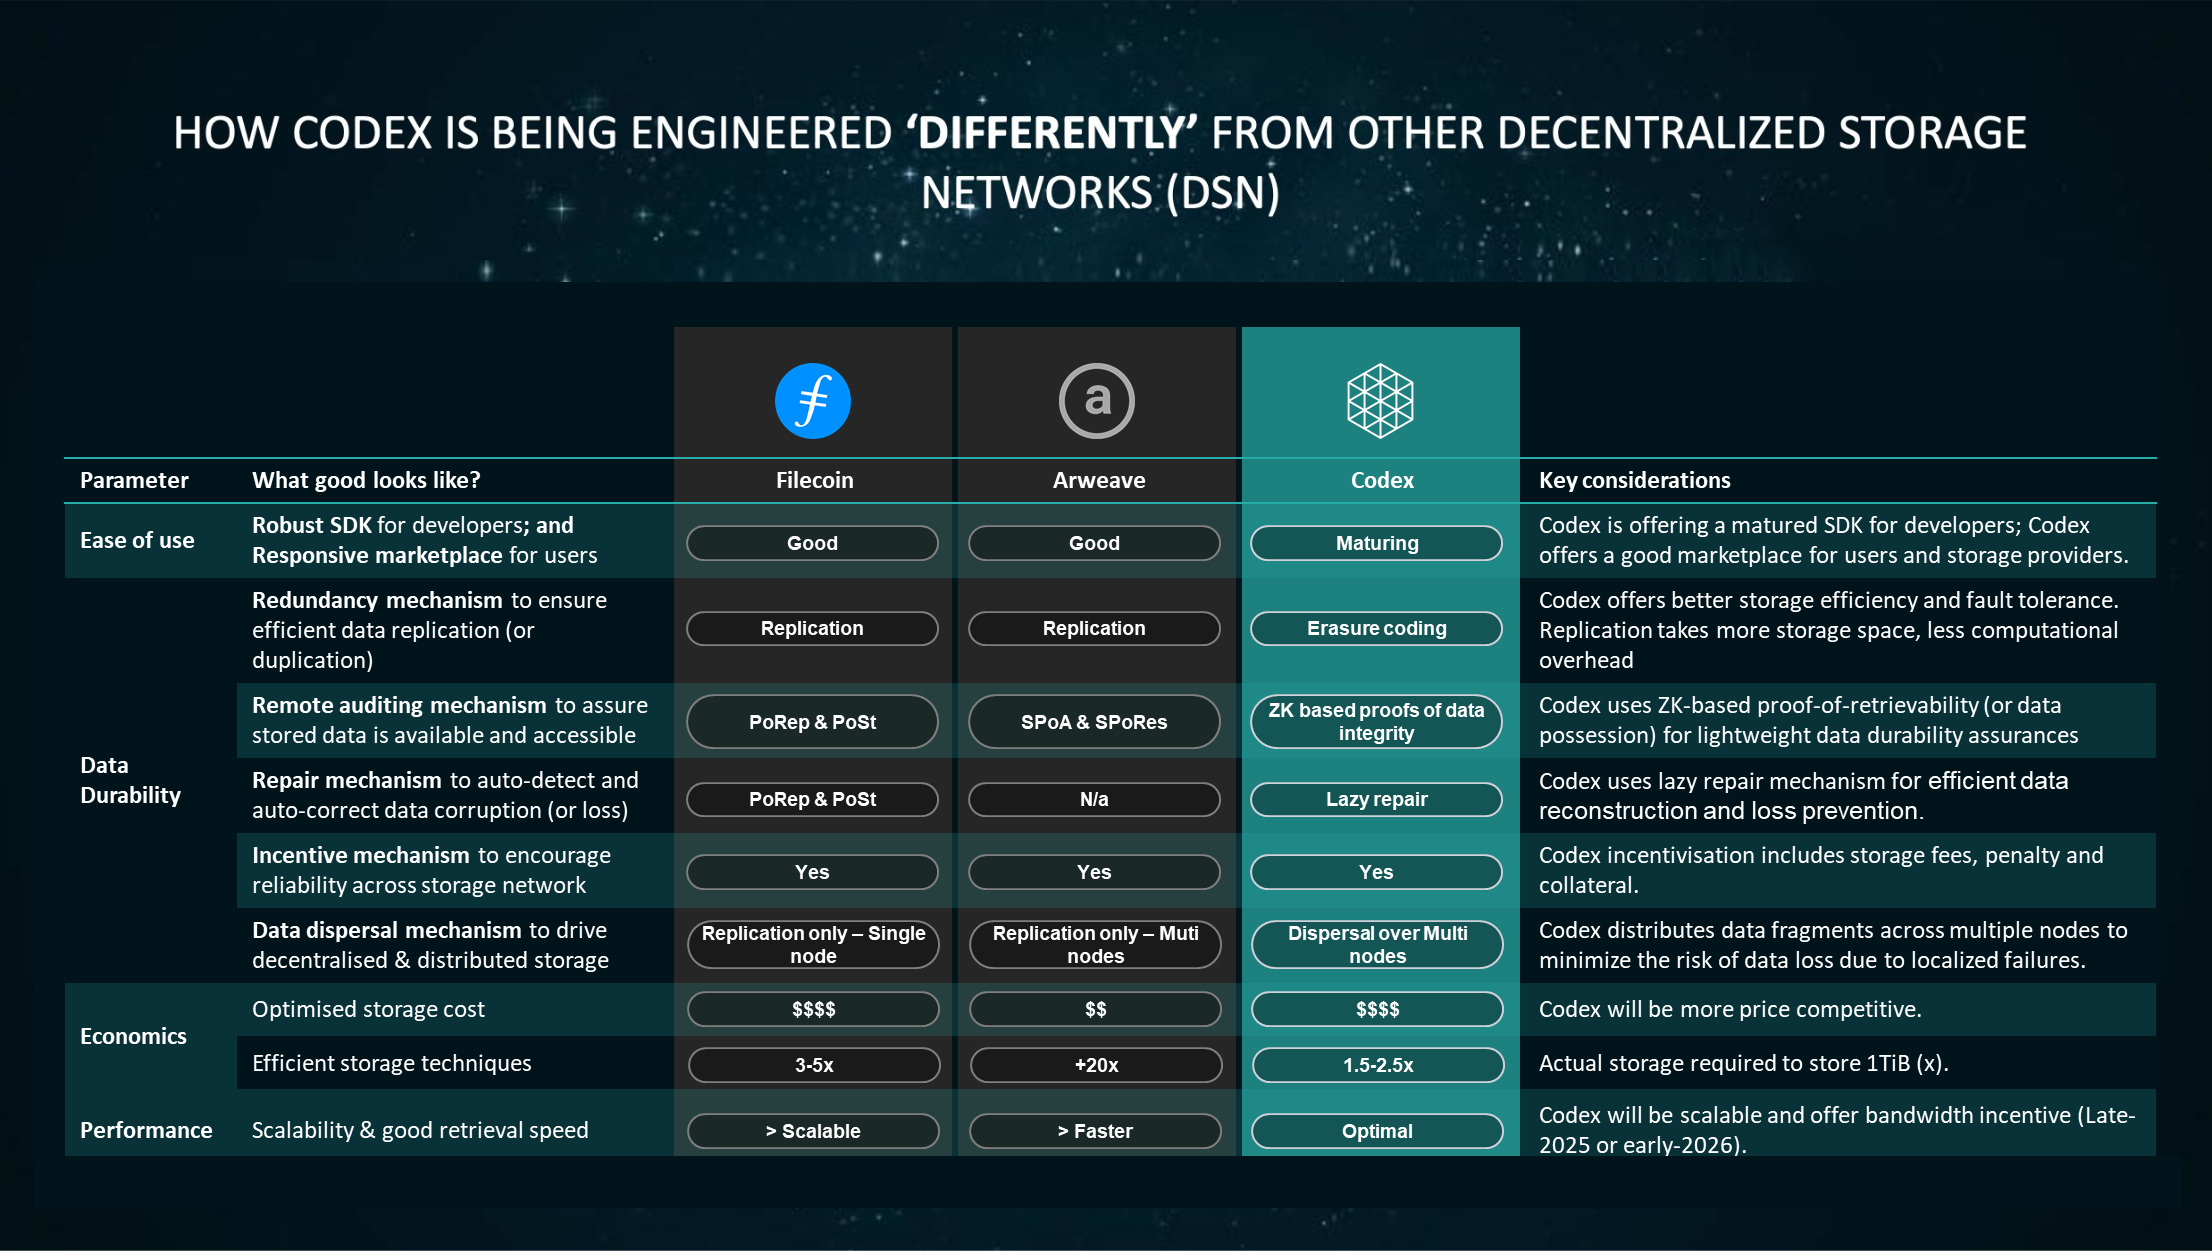 HOW CODEX IS BEING ENGINEERED ‘DIFFERENTLY’ FROM OTHER DECENTRALIZED STORAGE
NETWORKS (DSN)
a
Parameter
What good looks like?
Filecoin
Arweave
Codex
Key considerations
Ease of use
Robust SDK for developers; and
Responsive marketplace for users
Good
Good
Maturing
Codex is offering a matured SDK for developers; Codex
offers a good marketplace for users and storage providers.
Data
Durability
Redundancy mechanism to ensure
efficient data replication (or
duplication)
Replication
Replication
Erasure coding
Codex offers better storage efficiency and fault tolerance.
Replication takes more storage space, less computational
overhead
Remote auditing mechanism to assure
stored data is available and accessible
PoRep & PoSt
SPoA & SPoRes
ZK based proofs of data
integrity
Codex uses ZK-based proof-of-retrievability (or data
possession) for lightweight data durability assurances
Repair mechanism to auto-detect and
auto-correct data corruption (or loss)
PoRep & PoSt
N/a
Lazy repair
Codex uses lazy repair mechanism for efficient data
reconstruction and loss prevention.
Incentive mechanism to encourage
reliability across storage network
Yes
Yes
Yes
Codex incentivisation includes storage fees, penalty and
collateral.
Data dispersal mechanism to drive
decentralised & distributed storage
Replication only – Single
node
Replication only – Muti
nodes
Dispersal over Multi
nodes
Codex distributes data fragments across multiple nodes to
minimize the risk of data loss due to localized failures.
Economics
Optimised storage cost
$$$$
$$
$$$$
Codex will be more price competitive.
Efficient storage techniques
3-5x
+20x
1.5-2.5x
Actual storage required to store 1TiB (x).
Performance
Scalability & good retrieval speed
> Scalable
> Faster
Optimal
Codex will be scalable and offer bandwidth incentive (Late-
2025 or early-2026).